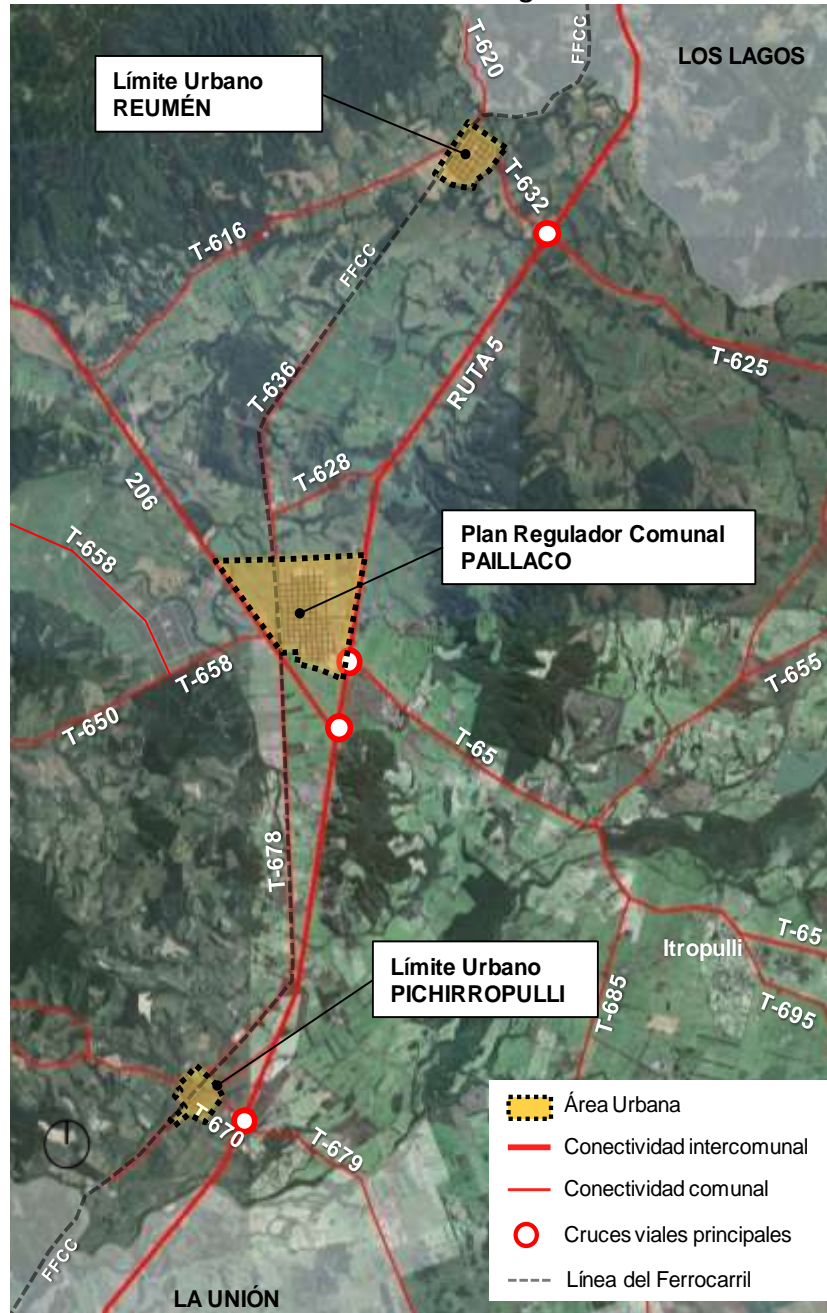 LOS LAGOS
T-620
FFCC
Límite Urbano
REUMÉN
T-632
T-616
FFCC
T-625
T-636
RUTA 5
T-628
206
Plan Regulador Comunal
PAILLACO
T-658
T-658
T-650
T-655
T-65
T-678
Itropulli
T-65
T-685
T-695
Límite Urbano
PICHIRROPULLI
T-670
T-679
Área Urbana
Conectividad intercomunal
Conectividad comunal
Cruces viales principales
Línea del Ferrocarril
FFCC
LA UNIÓN